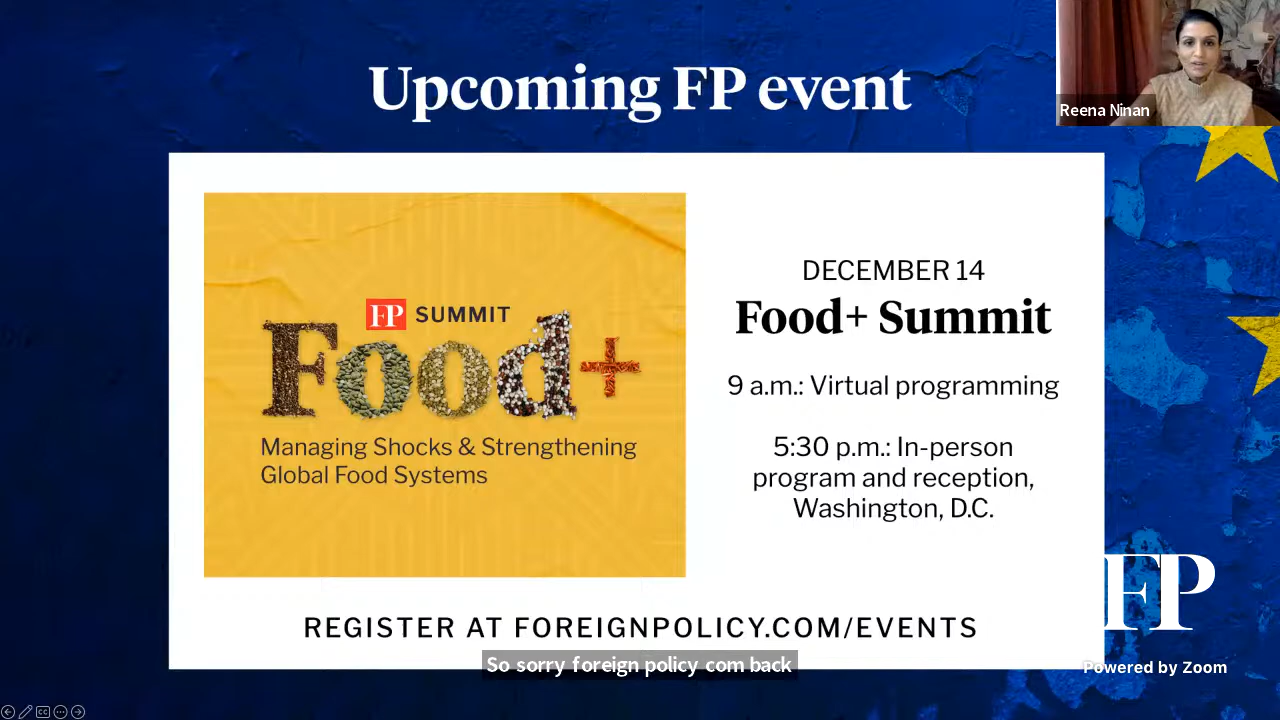 Upcoming FP event
Reena Ninan
FP SUMMIT
Food+
Managing Shocks & Strengthening
Global Food Systems
DECEMBER 14
Food+ Summit
9 a.m.: Virtual programming
5:30 p.m.: In-person
program and reception,
Washington, D.C.
REGISTER AT FOREIGNPOLICY.COM/EVENTS
So sorry foreign policy com back
FP
Powered by Zoom